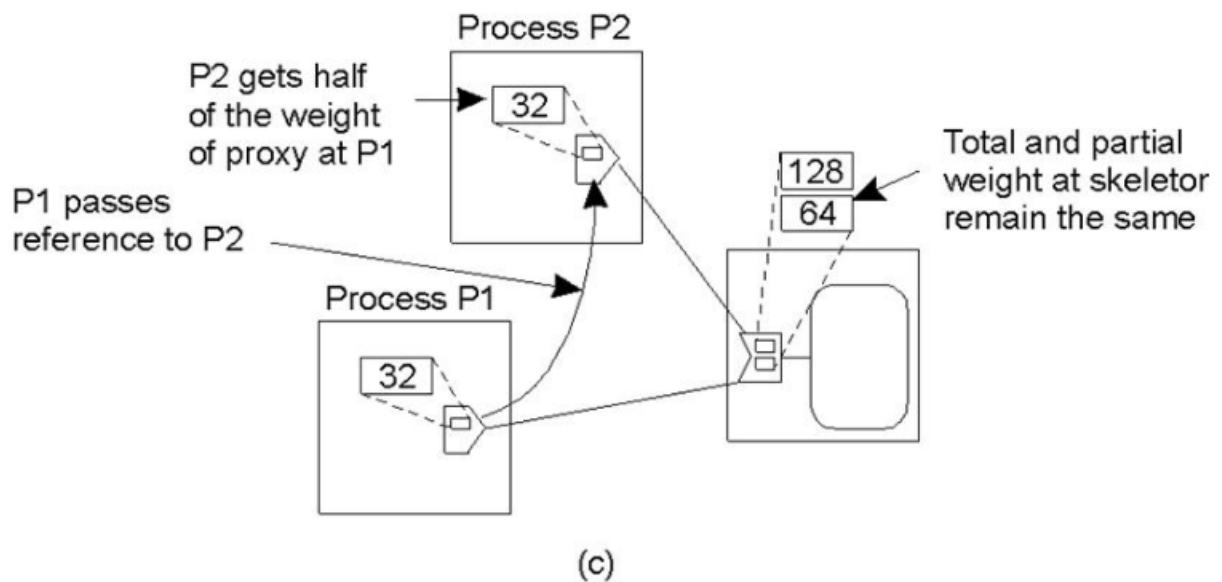 Process P2
P2 gets half
of the weight
of proxy at P1
32
Total and partial
weight at skeletor
remain the same
128
64
P1 passes
reference to P2
Process P1
32
(c)